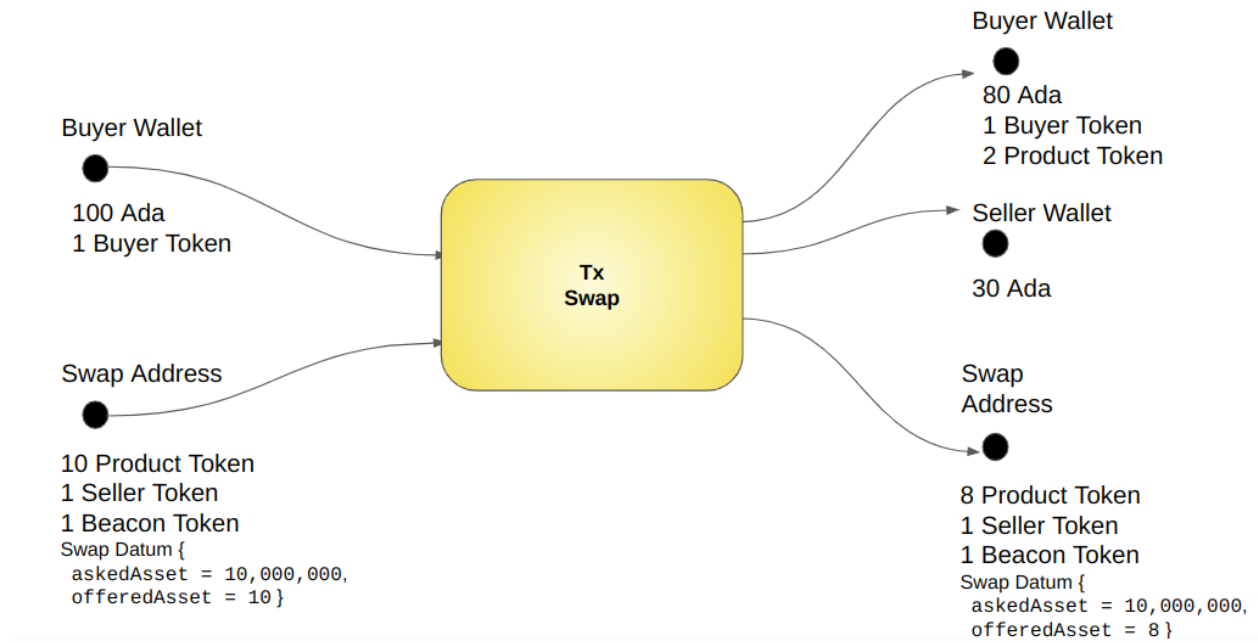 Buyer Wallet
100 Ada
1 Buyer Token
Swap Address
10 Product Token
1 Seller Token
1 Beacon Token
Swap Datum {
askedAsset = 10,000,000,
offeredAsset = 10 }
Tx
Swap
Buyer Wallet
80 Ada
1 Buyer Token
2 Product Token
Seller Wallet
30 Ada
Swap
Address
8 Product Token
1 Seller Token
1 Beacon Token
Swap Datum {
askedAsset = 10,000,000,
offeredAsset = 8 }